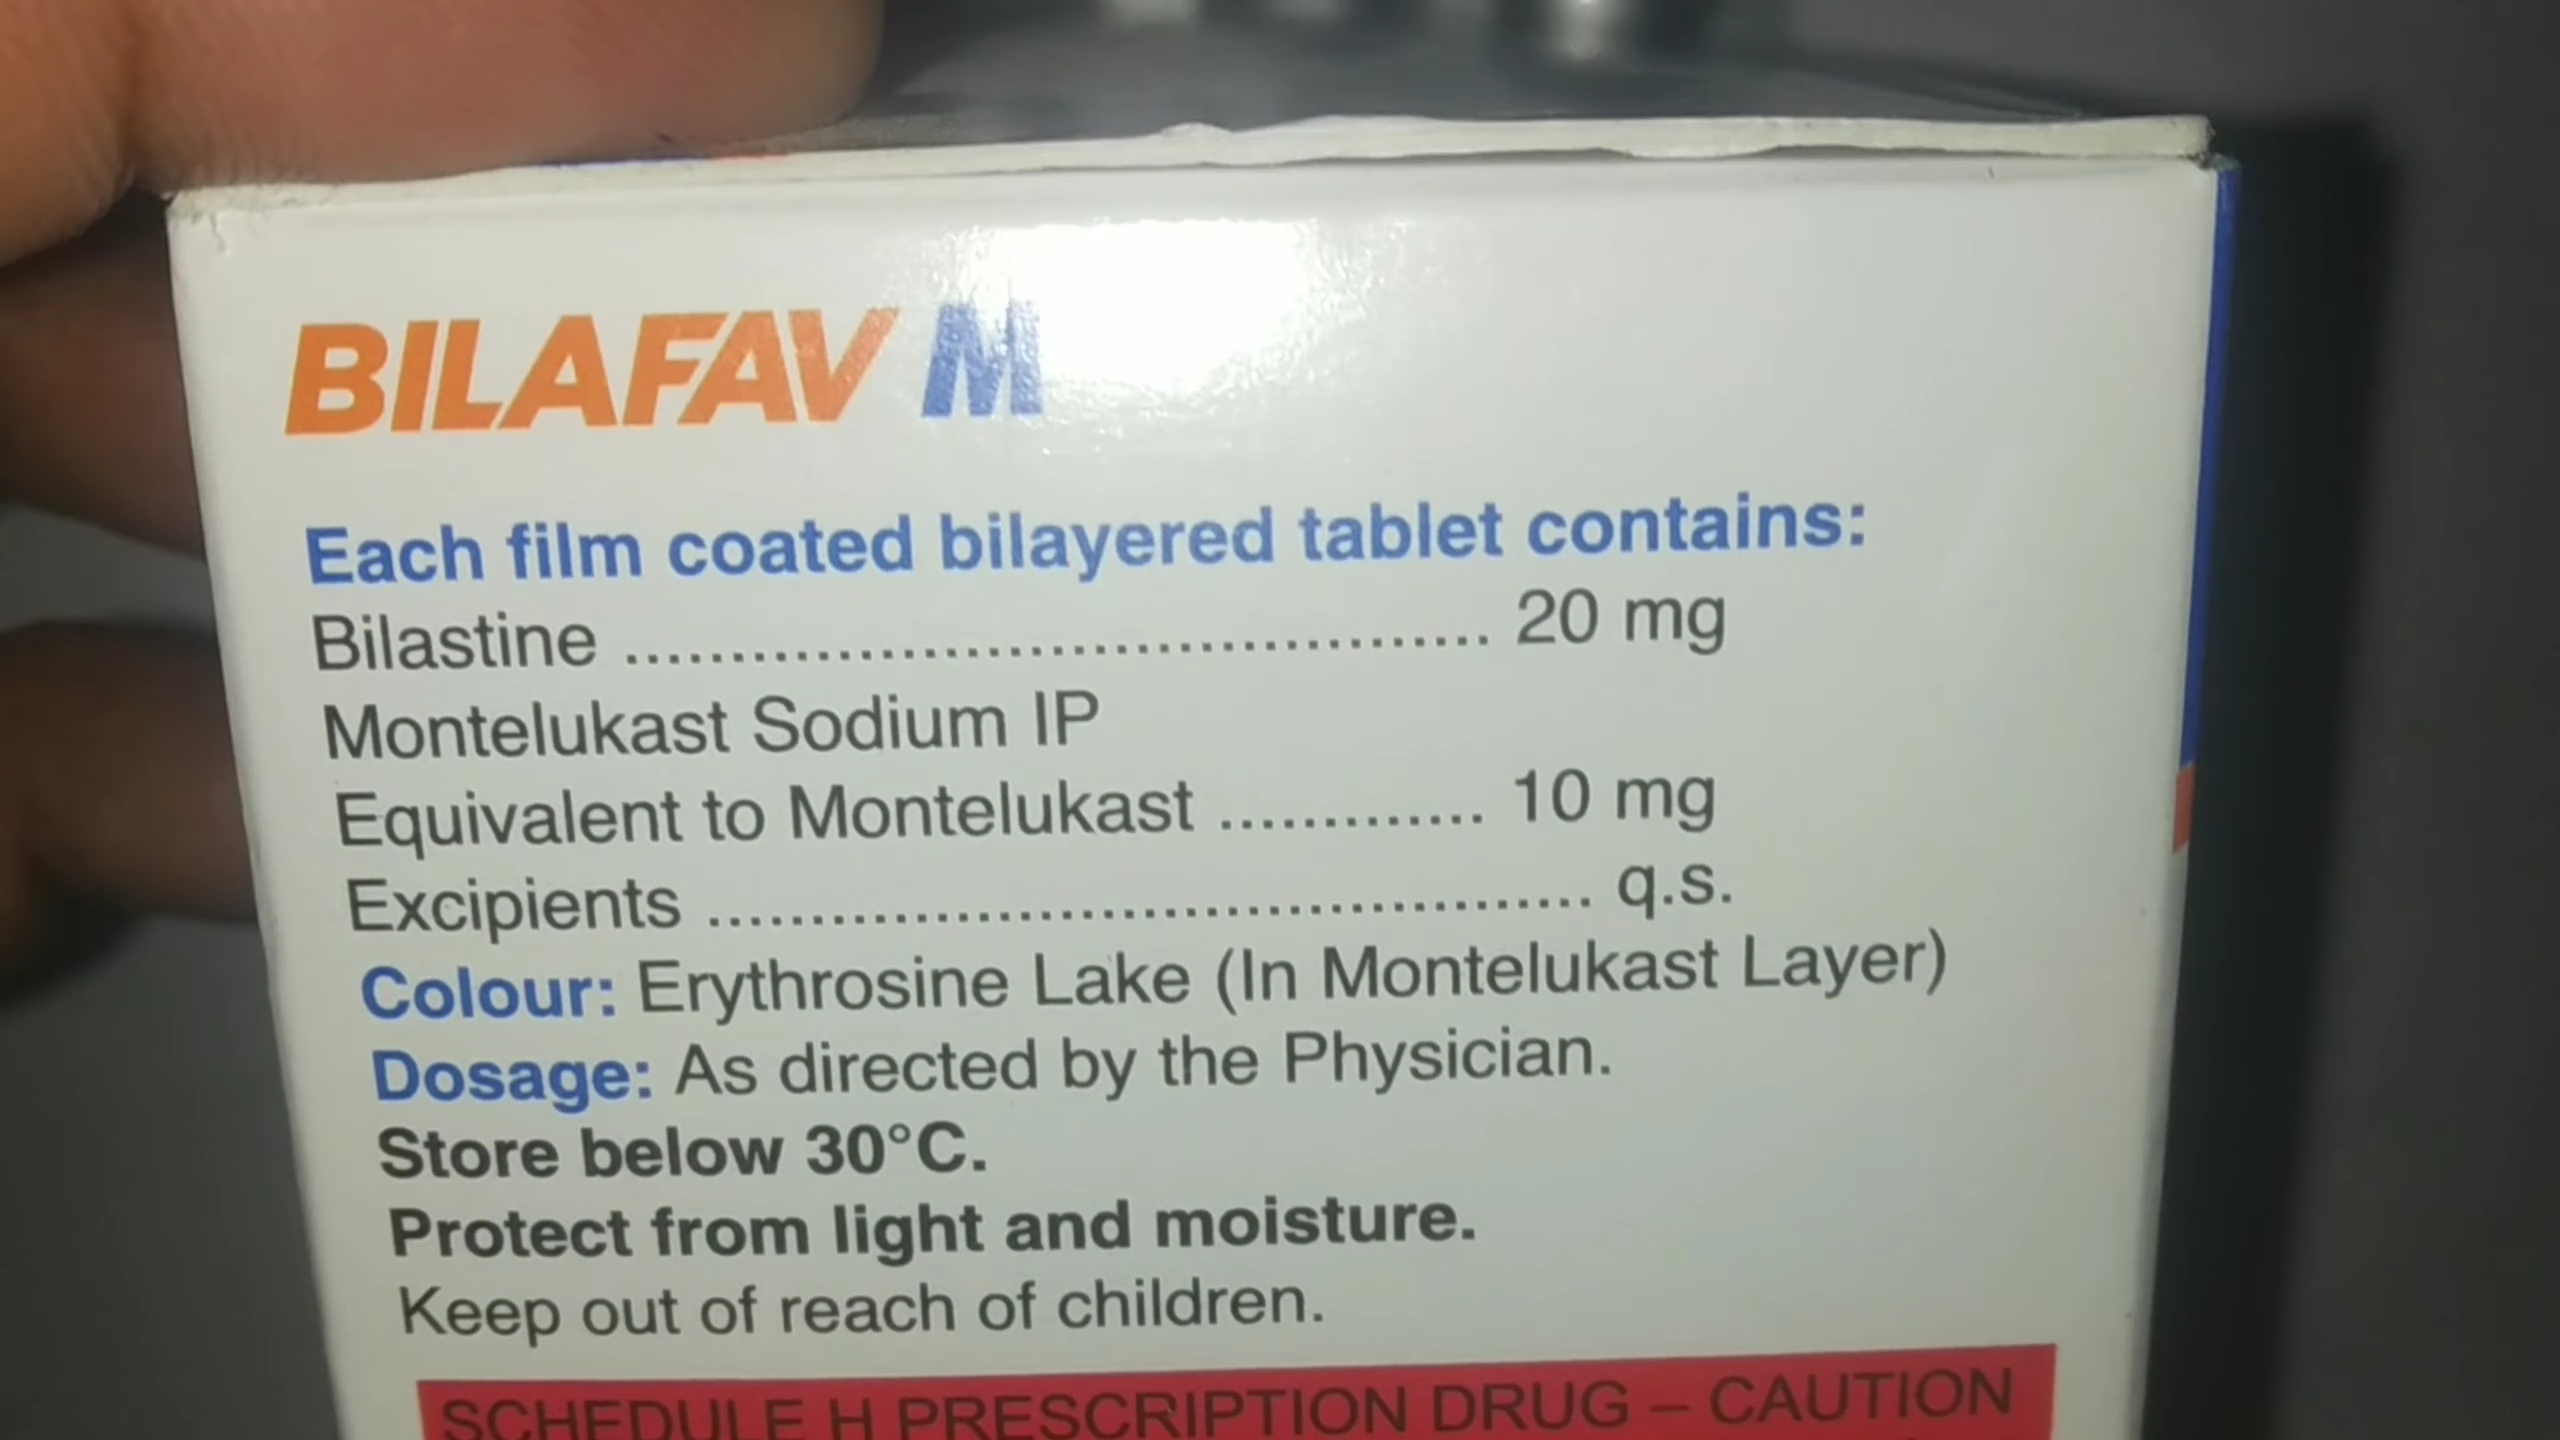 BILAFAV M
Each film coated bilayered tablet contains:
Bilastine ......................................... 20 mg
Montelukast Sodium IP
Equivalent to Montelukast ............. 10 mg
Excipients .......................................... q.s.
Colour: Erythrosine Lake (In Montelukast Layer)
Dosage: As directed by the Physician.
Store below 30°C.
Protect from light and moisture.
Keep out of reach of children.
SCHEDULE H PRESCRIPTION DRUG – CAUTION